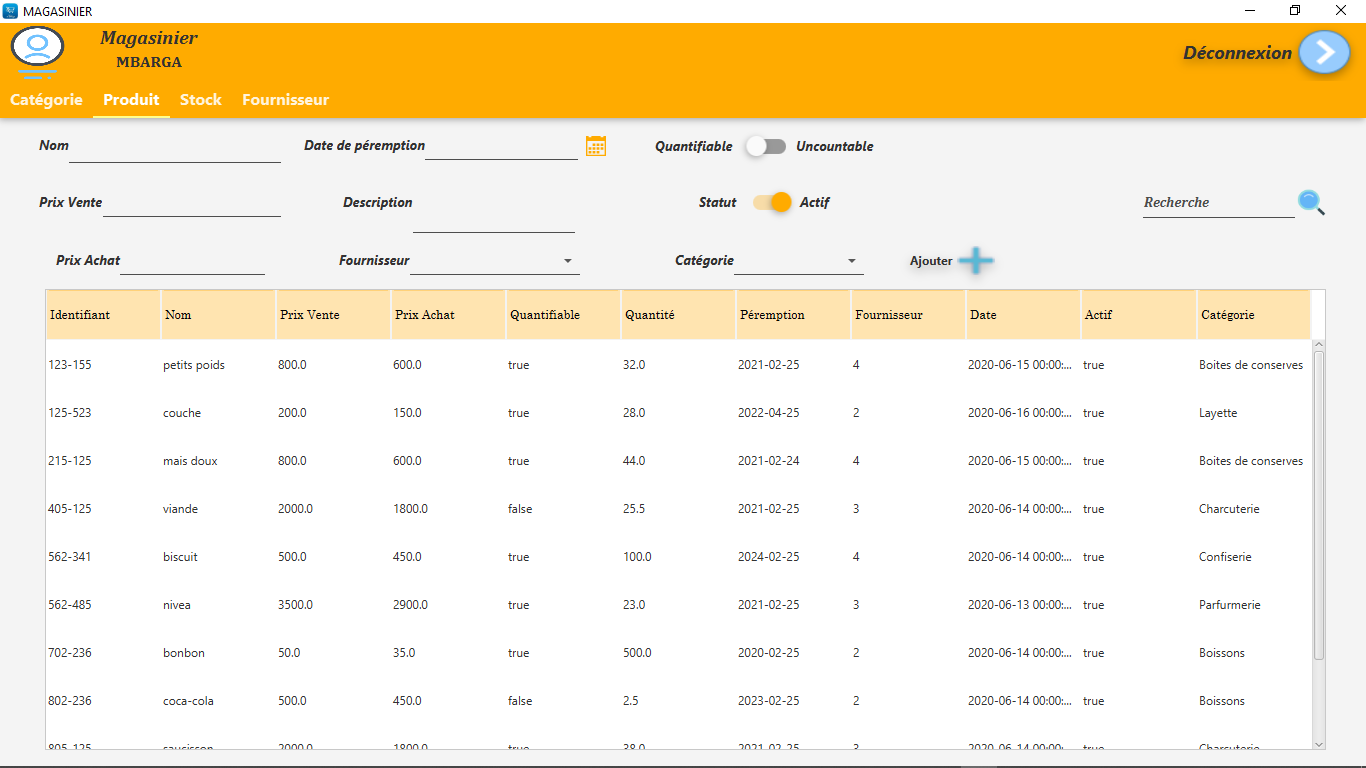 MAGASINIER
Magasinier
MBARGA
Déconnexion
Catégorie Produit Stock Fournisseur
Nom Date de péremption Quantifiable Uncountable
Prix Vente Description Statut Actif Recherche
Prix Achat Fournisseur Catégorie Ajouter
Identifiant Nom Prix Vente Prix Achat Quantifiable Quantité Péremption Fournisseur Date Actif Catégorie
123-155 petits poids 800.0 600.0 true 32.0 2021-02-25 4 2020-06-15 00:00:... true Boites de conserves
125-523 couche 200.0 150.0 true 28.0 2022-04-25 2 2020-06-16 00:00:... true Layette
215-125 mais doux 800.0 600.0 true 44.0 2021-02-24 4 2020-06-15 00:00:... true Boites de conserves
405-125 viande 2000.0 1800.0 false 25.5 2021-02-25 3 2020-06-14 00:00:... true Charcuterie
562-341 biscuit 500.0 450.0 true 100.0 2024-02-25 4 2020-06-14 00:00:... true Confiserie
562-485 nivea 3500.0 2900.0 true 23.0 2021-02-25 3 2020-06-13 00:00:... true Parfurmerie
702-236 bonbon 50.0 35.0 true 500.0 2020-02-25 2 2020-06-14 00:00:... true Boissons
802-236 coca-cola 500.0 450.0 false 2.5 2023-02-25 2 2020-06-14 00:00:... true Boissons
805-125 saucisson 2000.0 1800.0 true 38.0 2021-02-25 3 2020-06-14 00:00:... true Charcuterie